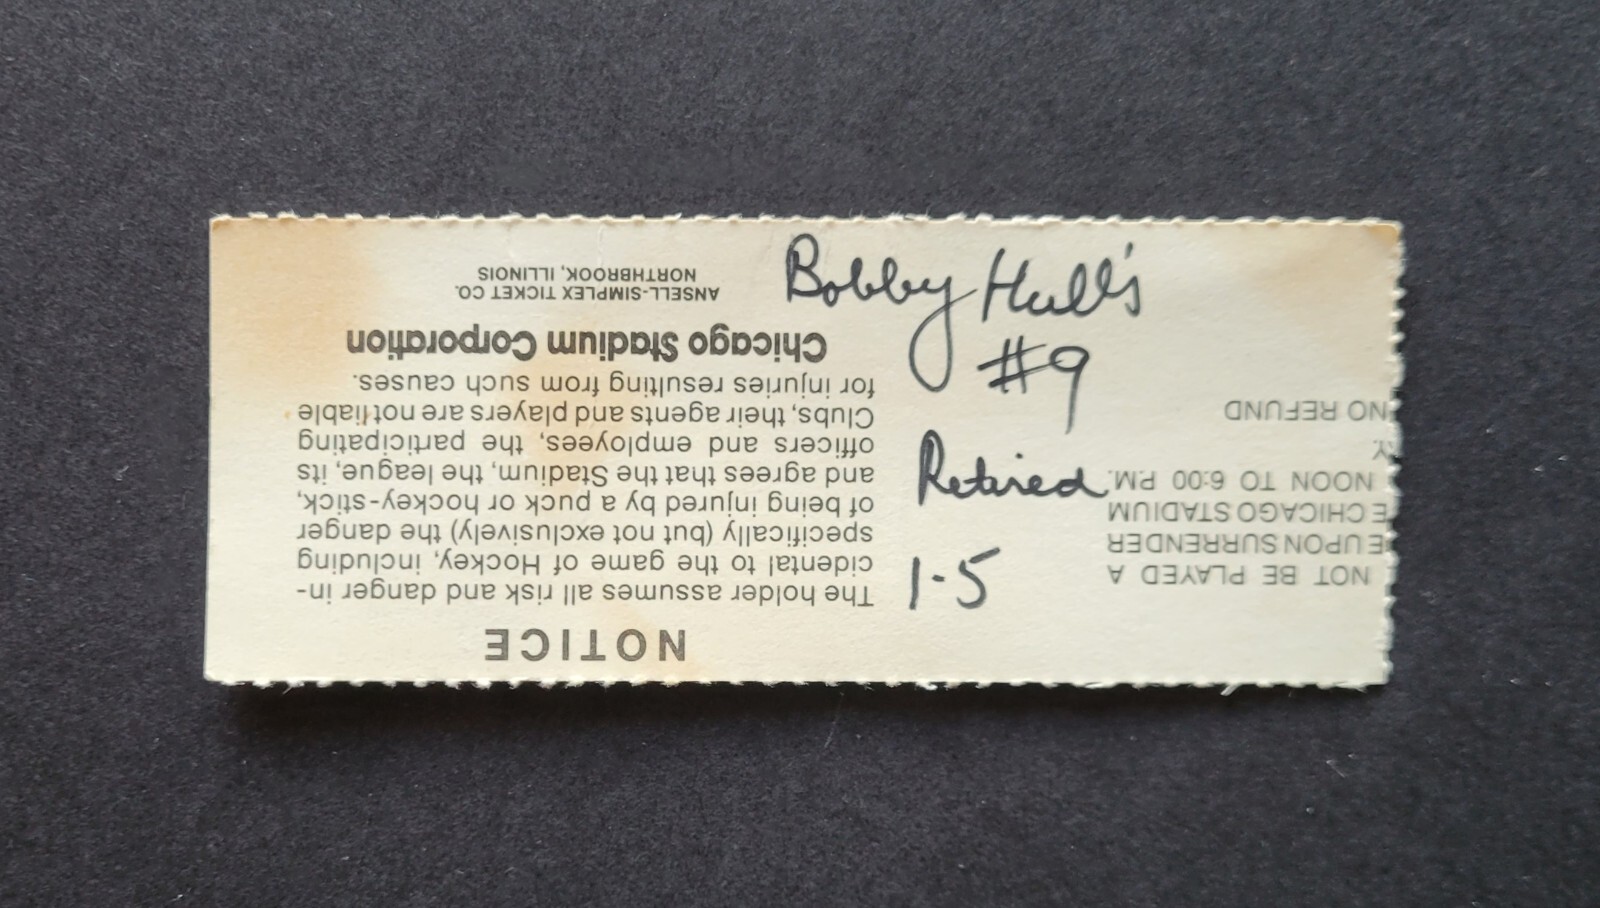 Bobby Hull's
#9
Retired
1-5
NOTICE
The holder assumes all risk and danger in-
cidental to the game of Hockey, including
specifically (but not exclusively) the danger
of being injured by a puck or hockey-stick,
and agrees that the Stadium, the league, its
officers and employees, the participating
Clubs, their agents and players are not liable
for injuries resulting from such causes.
Chicago Stadium Corporation
ANSELL-SIMPLEX TICKET CO.
NORTHBROOK, ILLINOIS
NOT BE PLAYED A
E UPON SURRENDER
E CHICAGO STADIUM
NOON TO 6:00 P.M.
Y.
NO REFUND